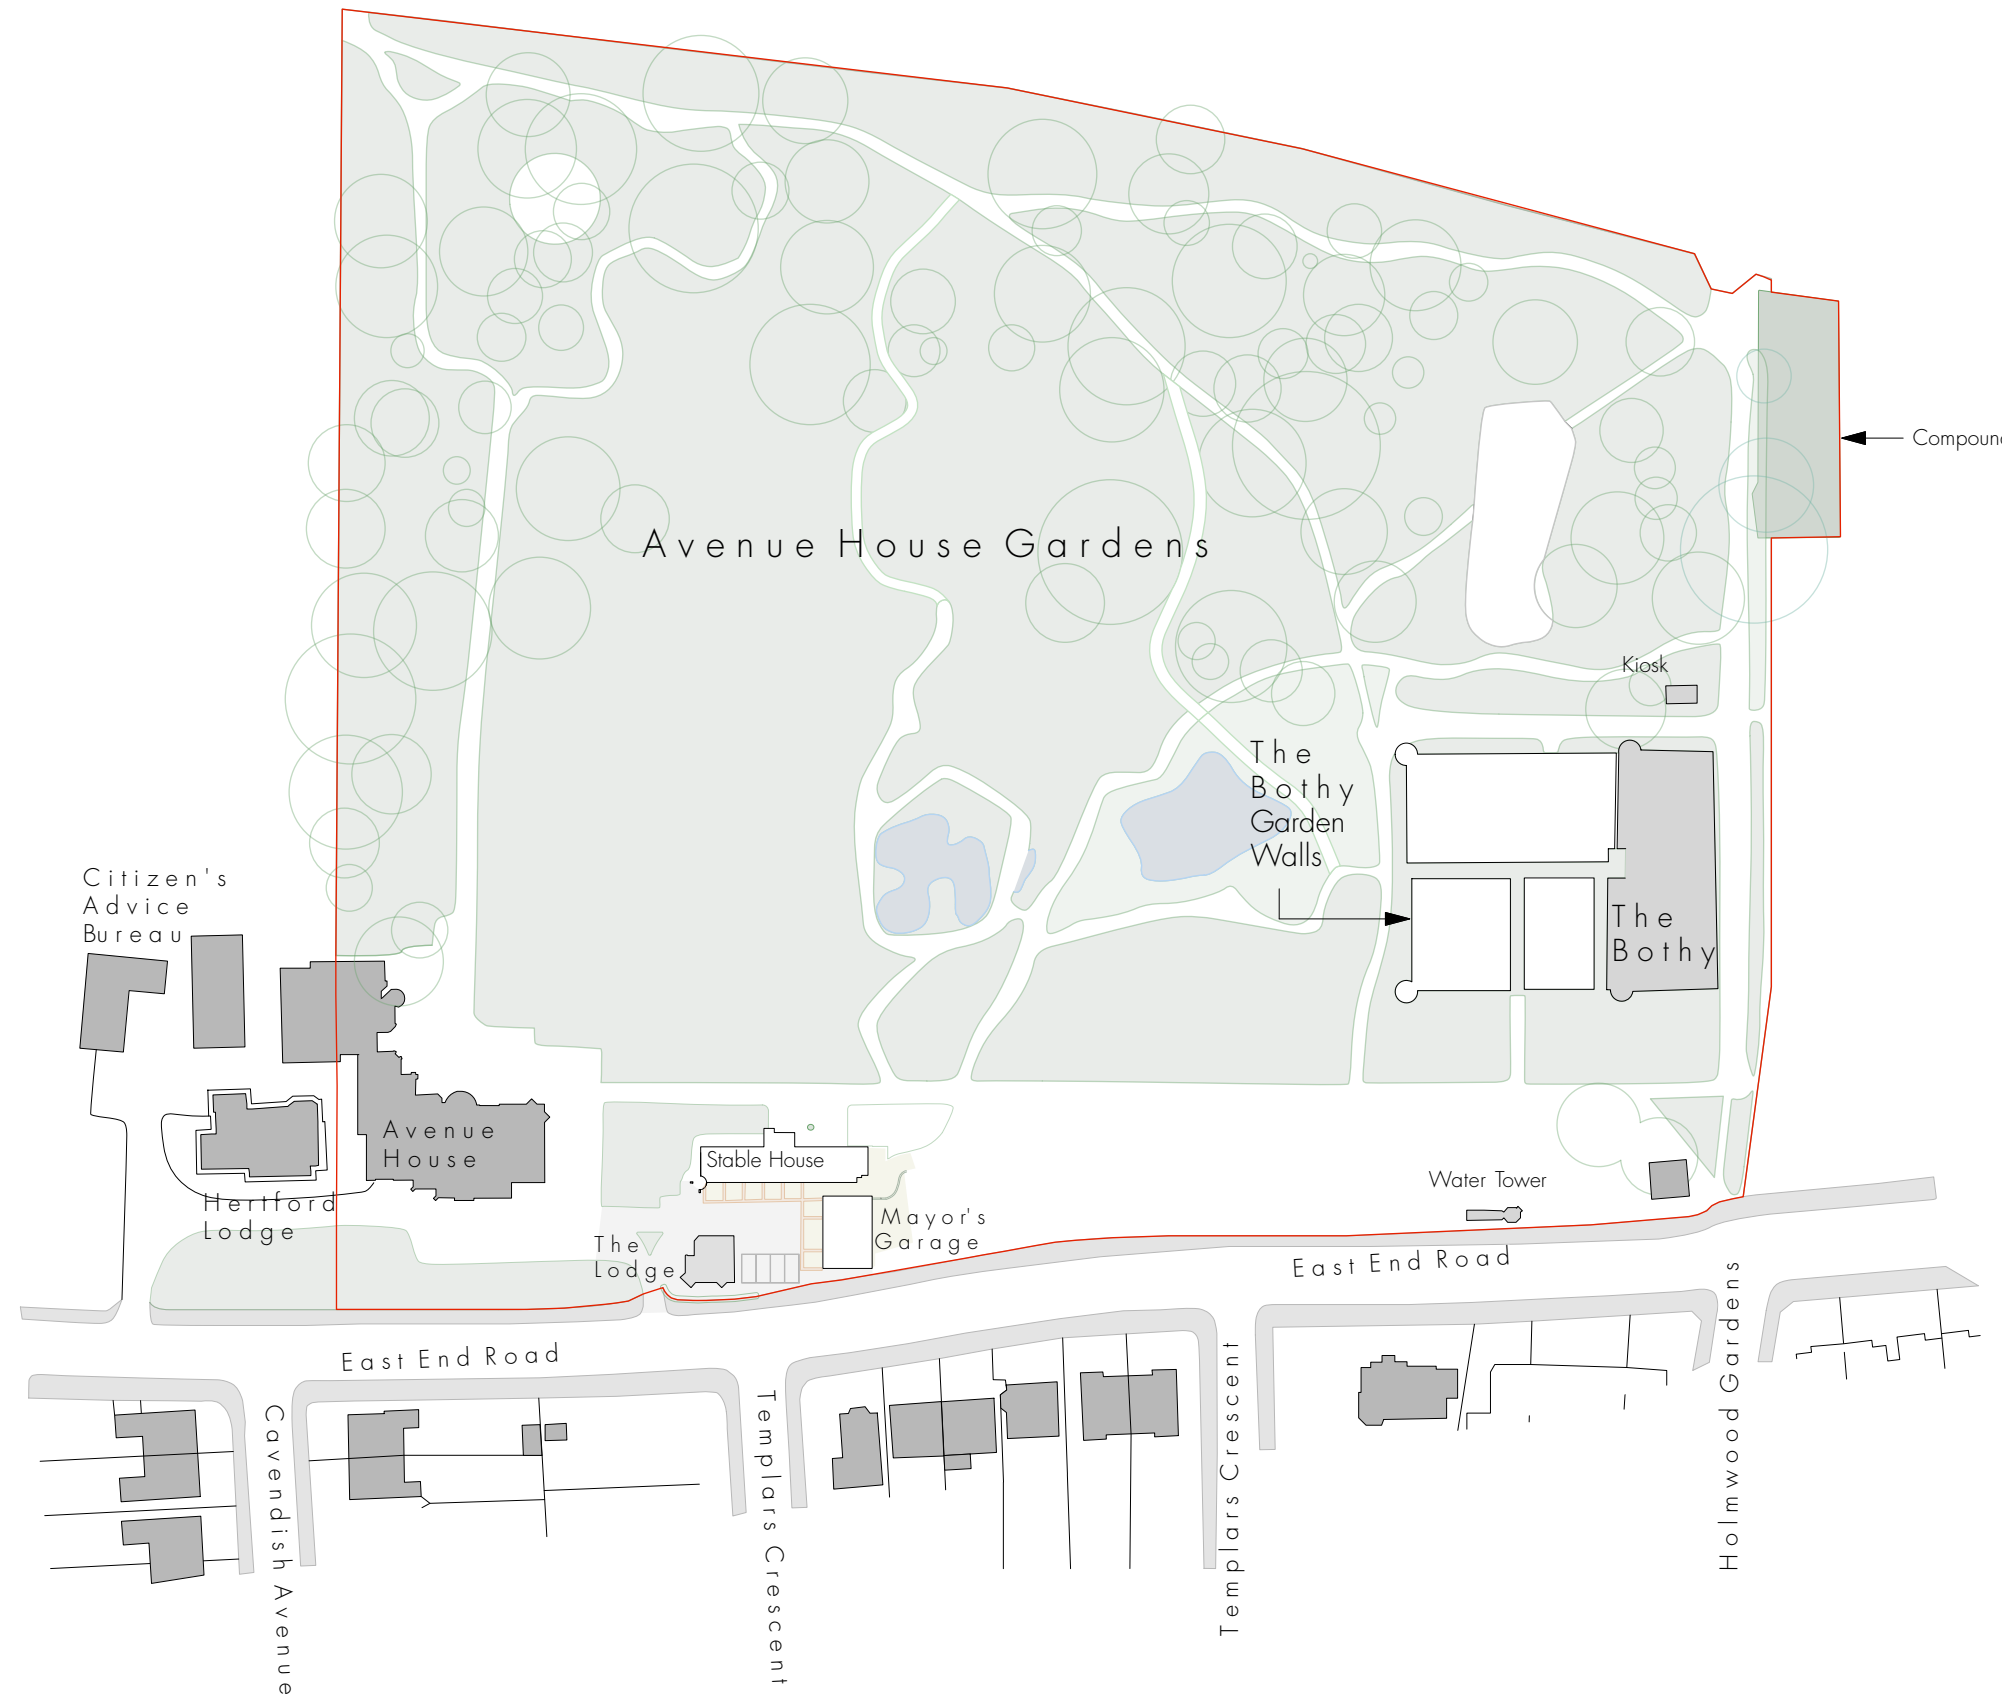 Compoun
Avenue House Gardens
Kiosk
The
Bothy
Garden
Walls
Citizen's
Advice
Bureau
The
Bothy
Avenue
House
Stable House
Water Tower
Hertford
Lodge
Mayor's
Garage
The
Lodge
East End Road
East End Road
Cavendish Avenue
Templars Crescent
Templars Crescent
Holmwood Gardens